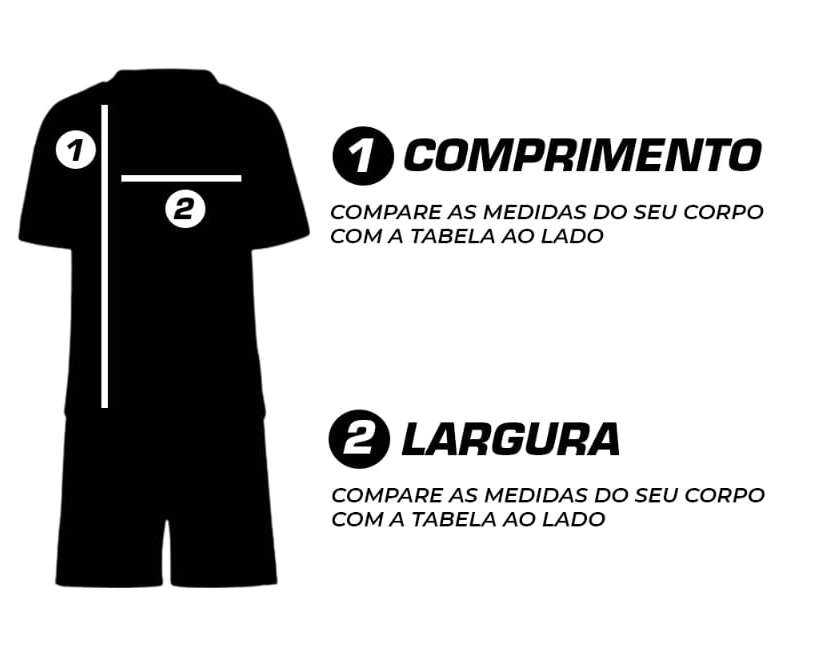 1
2
1 COMPRIMENTO
COMPARE AS MEDIDAS DO SEU CORPO
COM A TABELA AO LADO
2 LARGURA
COMPARE AS MEDIDAS DO SEU CORPO
COM A TABELA AO LADO